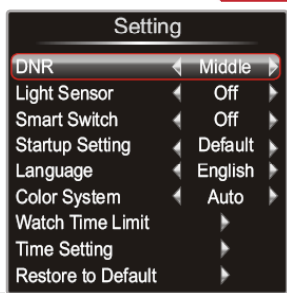 Setting
DNR Middle
Light Sensor Off
Smart Switch Off
Startup Setting Default
Language English
Color System Auto
Watch Time Limit
Time Setting
Restore to Default